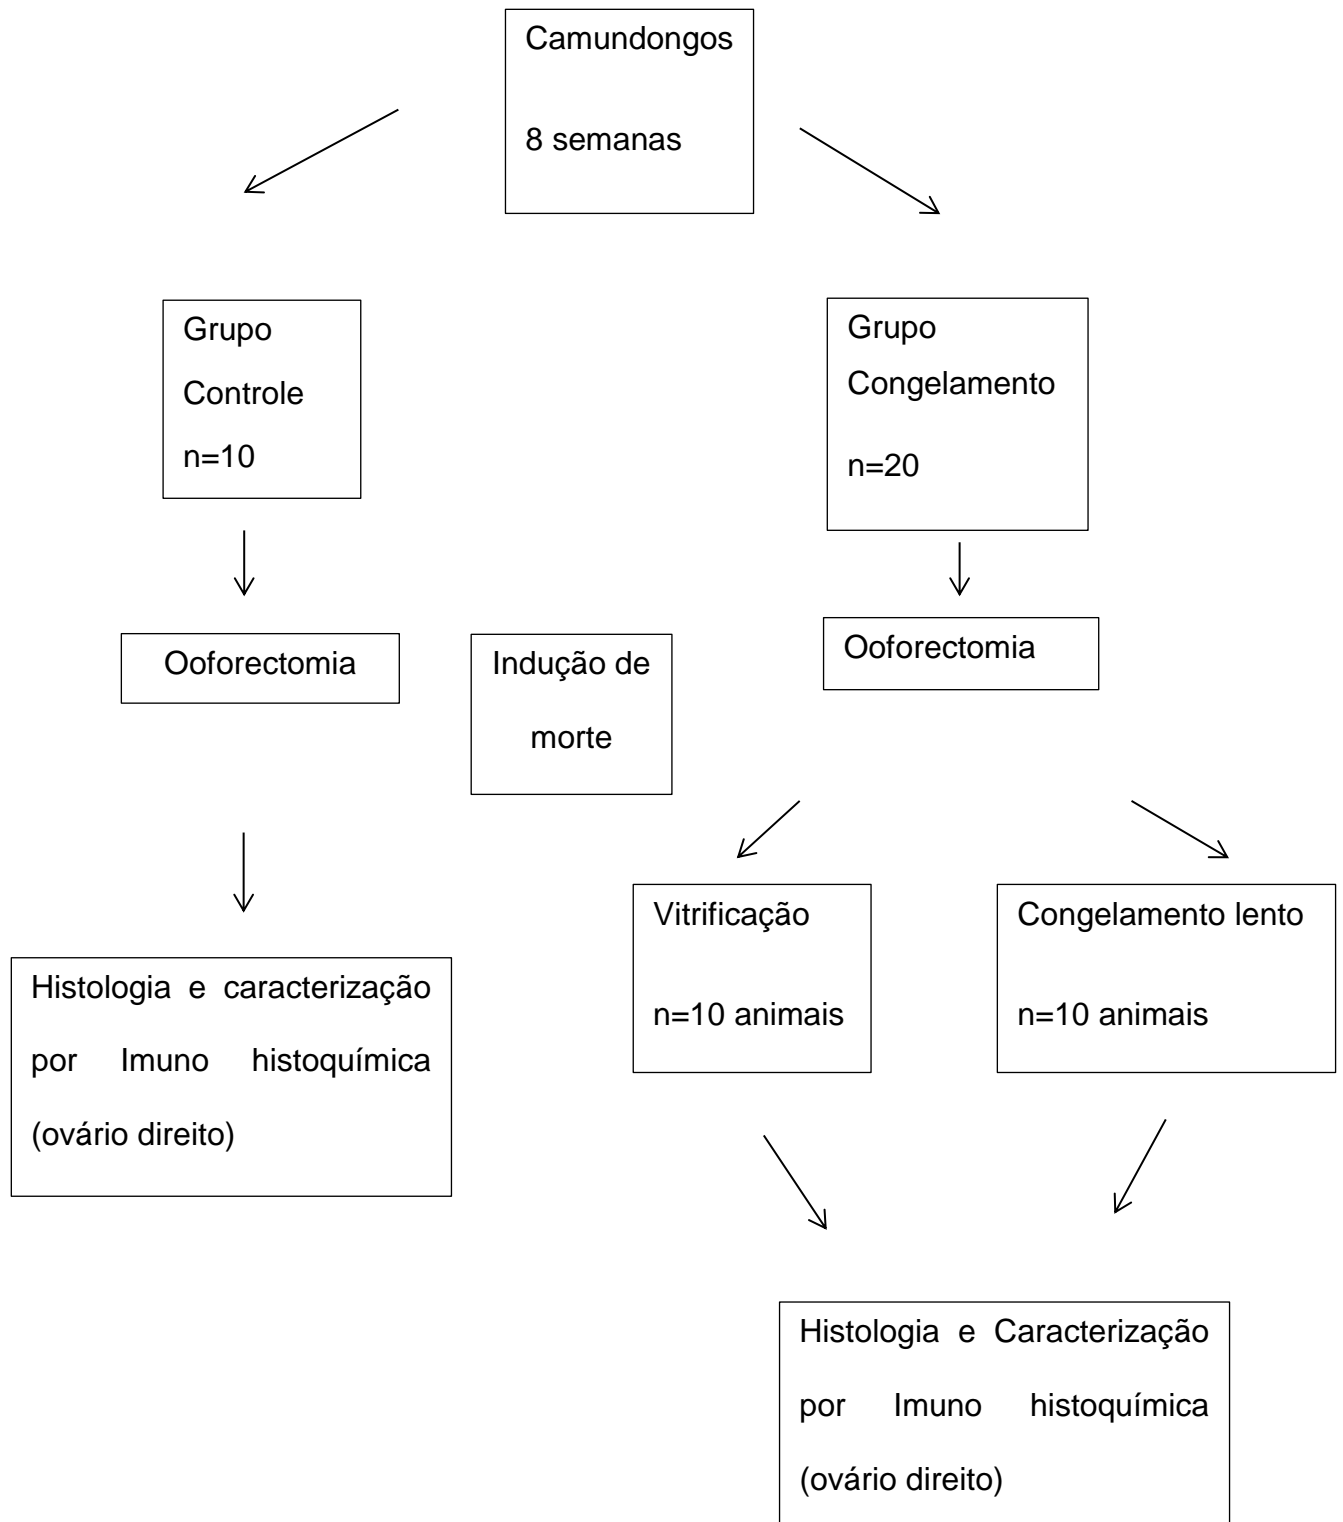 Camundongos
8 semanas
Grupo
Controle
n=10
Grupo
Congelamento
n=20
Ooforectomia
Indução de
morte
Ooforectomia
Vitrificação
n=10 animais
Congelamento lento
n=10 animais
Histologia e caracterização
por Imuno histoquímica
(ovário direito)
Histologia e Caracterização
por Imuno histoquímica
(ovário direito)